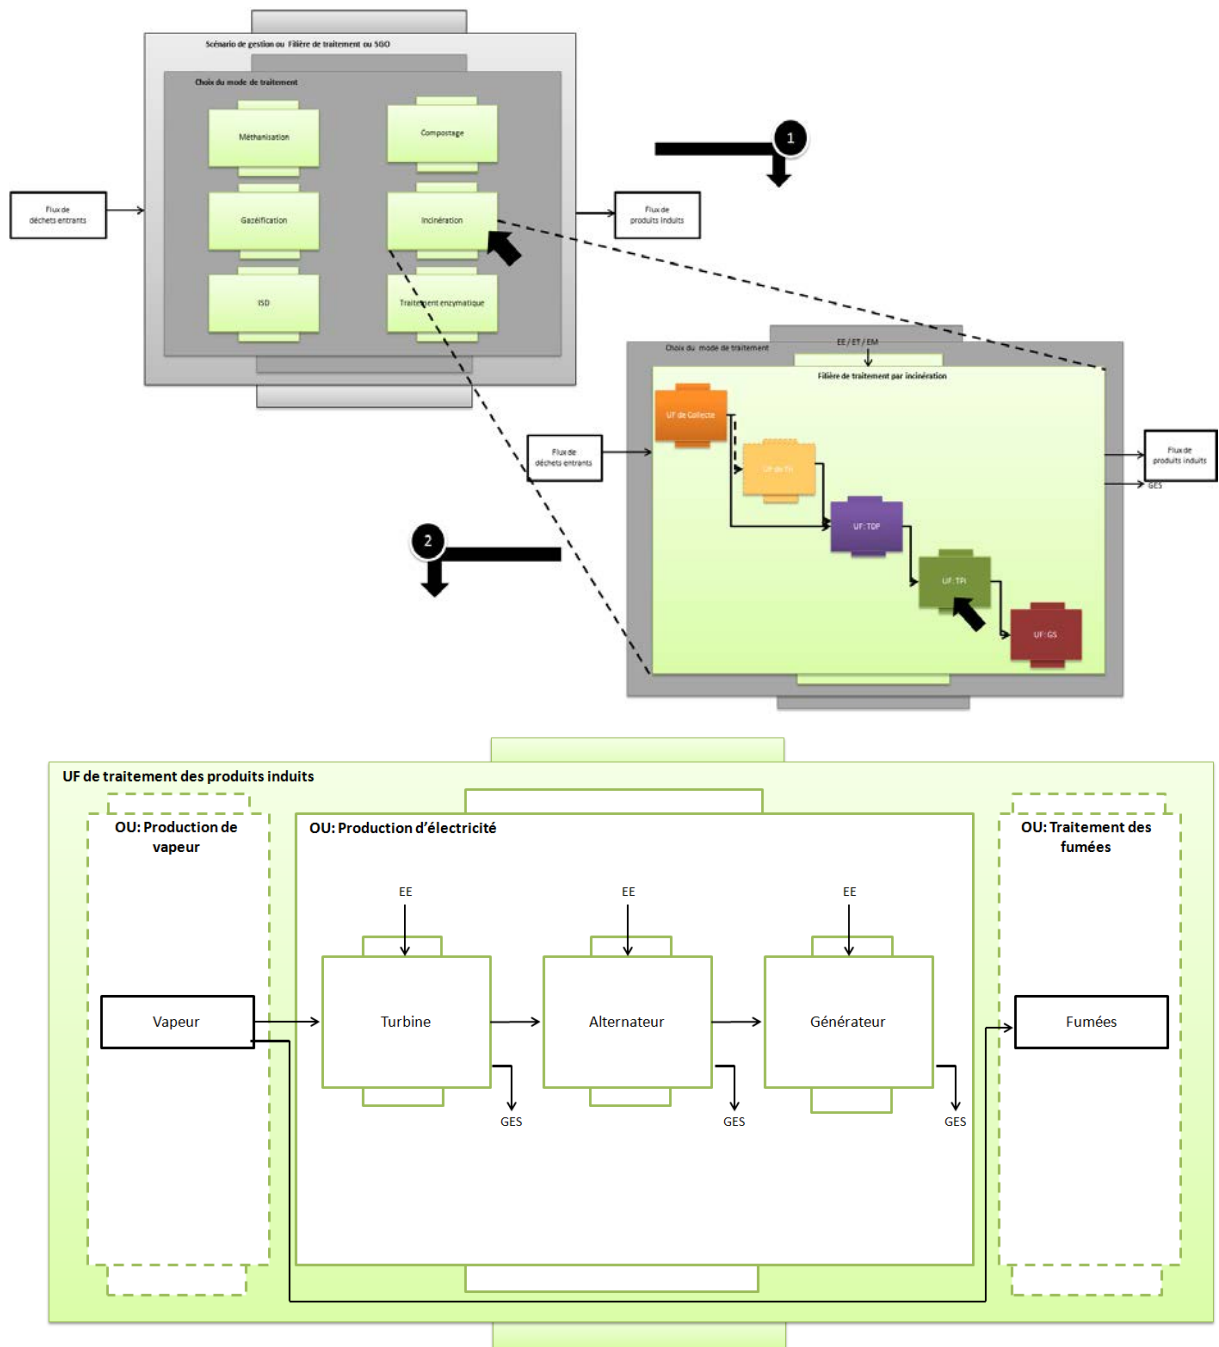 Scénario de gestion ou Filière de traitement ou SGO
Choix du mode de traitement
Méthanisation
Compostage
1
Flux de
déchets entrants
Gazéification
Incinération
Flux de
produits induits
ISD
Traitement enzymatique
Choix du mode de traitement
EE / ET / EM
Filière de traitement par incinération
UF de Collecte
Flux de
déchets entrants
UF de Tri
Flux de
produits induits
GES
UF: TDP
2
UF: TPI
UF: GS
UF de traitement des produits induits
OU: Production de
vapeur
OU: Production d’électricité
OU: Traitement des
fumées
EE
EE
EE
Vapeur
Turbine
Alternateur
Générateur
Fumées
GES
GES
GES